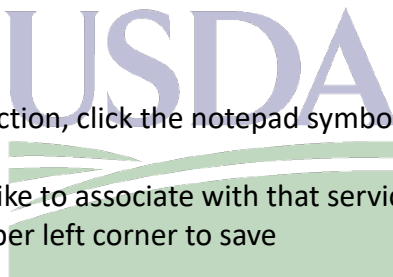 USDA
ction, click the notepad symbo
ike to associate with that servic
per left corner to save